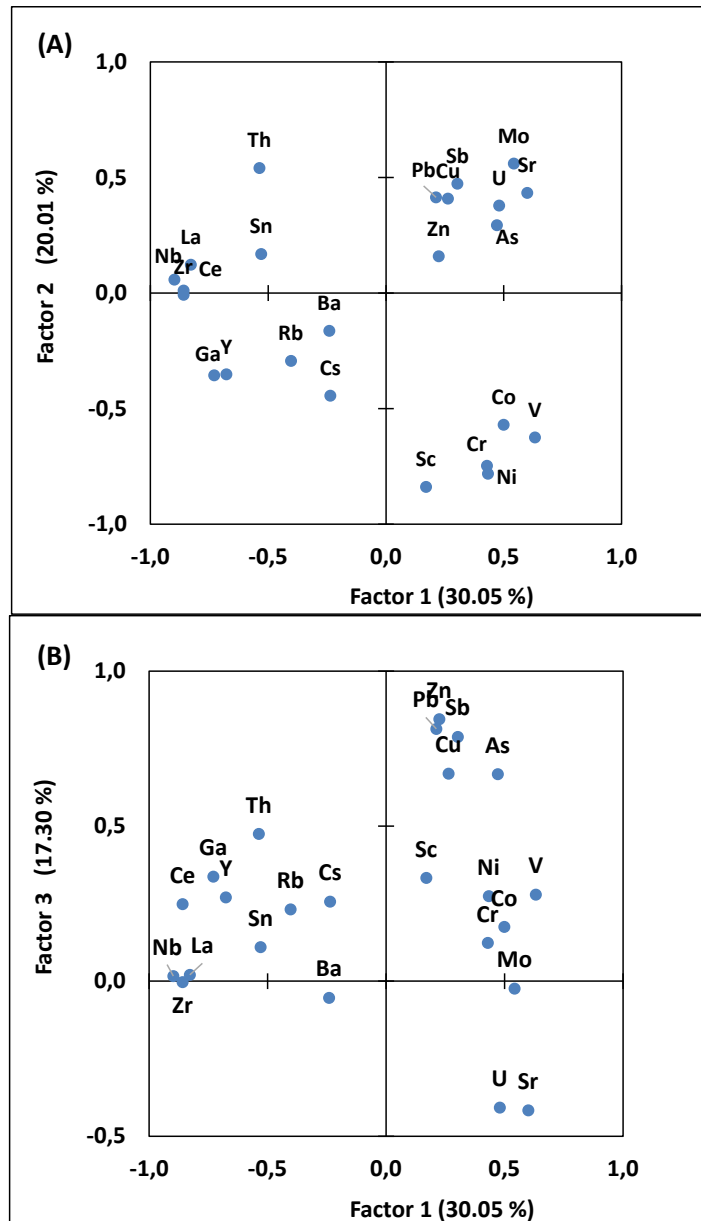 (A)
1,0
Th
Mo
Sb
Sr
Pb
Cu
U
0,5
La
Sn
Zn
As
Nb
Zr
Ce
0,0
Ba
Rb
Ga
Y
Cs
Co
V
-0,5
Cr
Sc
Ni
-1,0
-1,0
-0,5
0,0
0,5
1,0
Factor 2 (20.01 %)
Factor 1 (30.05 %)
(B)
1,0
Zn
Pb
Sb
Cu
As
Th
0,5
Ga
Sc
Ce
Y
Rb
Cs
Ni
V
Sn
Co
Cr
Nb
La
Mo
Ba
0,0
Zr
U
Sr
-0,5
-1,0
-0,5
0,0
0,5
1,0
Factor 3 (17.30 %)
Factor 1 (30.05 %)